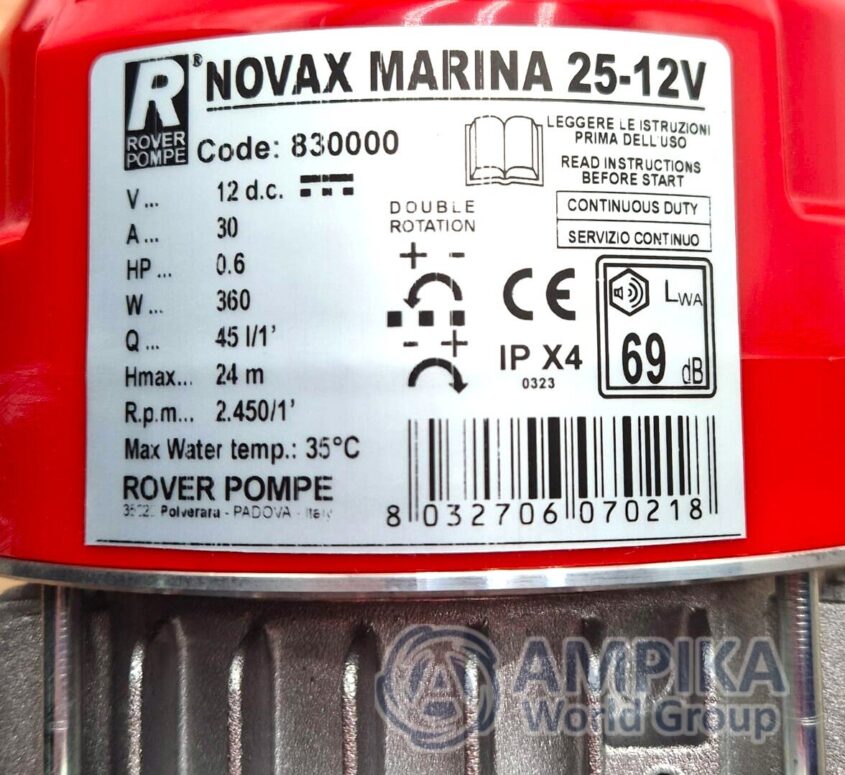 R®
ROVER
POMPE
NOVAX MARINA 25-12V
Code: 830000
LEGGERE LE ISTRUZIONI
PRIMA DELL'USO
READ INSTRUCTIONS
BEFORE START
CONTINUOUS DUTY
SERVIZIO CONTINUO
V ... 12 d.c.
A ... 30
HP ... 0.6
W ... 360
Q ... 45 l/1'
Hmax... 24 m
R.p.m... 2.450/1'
Max Water temp.: 35°C
DOUBLE
ROTATION
+ -
- +
CE
IP X4
0323
LWA
69 dB
ROVER POMPE
Polverara - PADOVA - Italy
8 032706 070218
AMPIKA
World Group